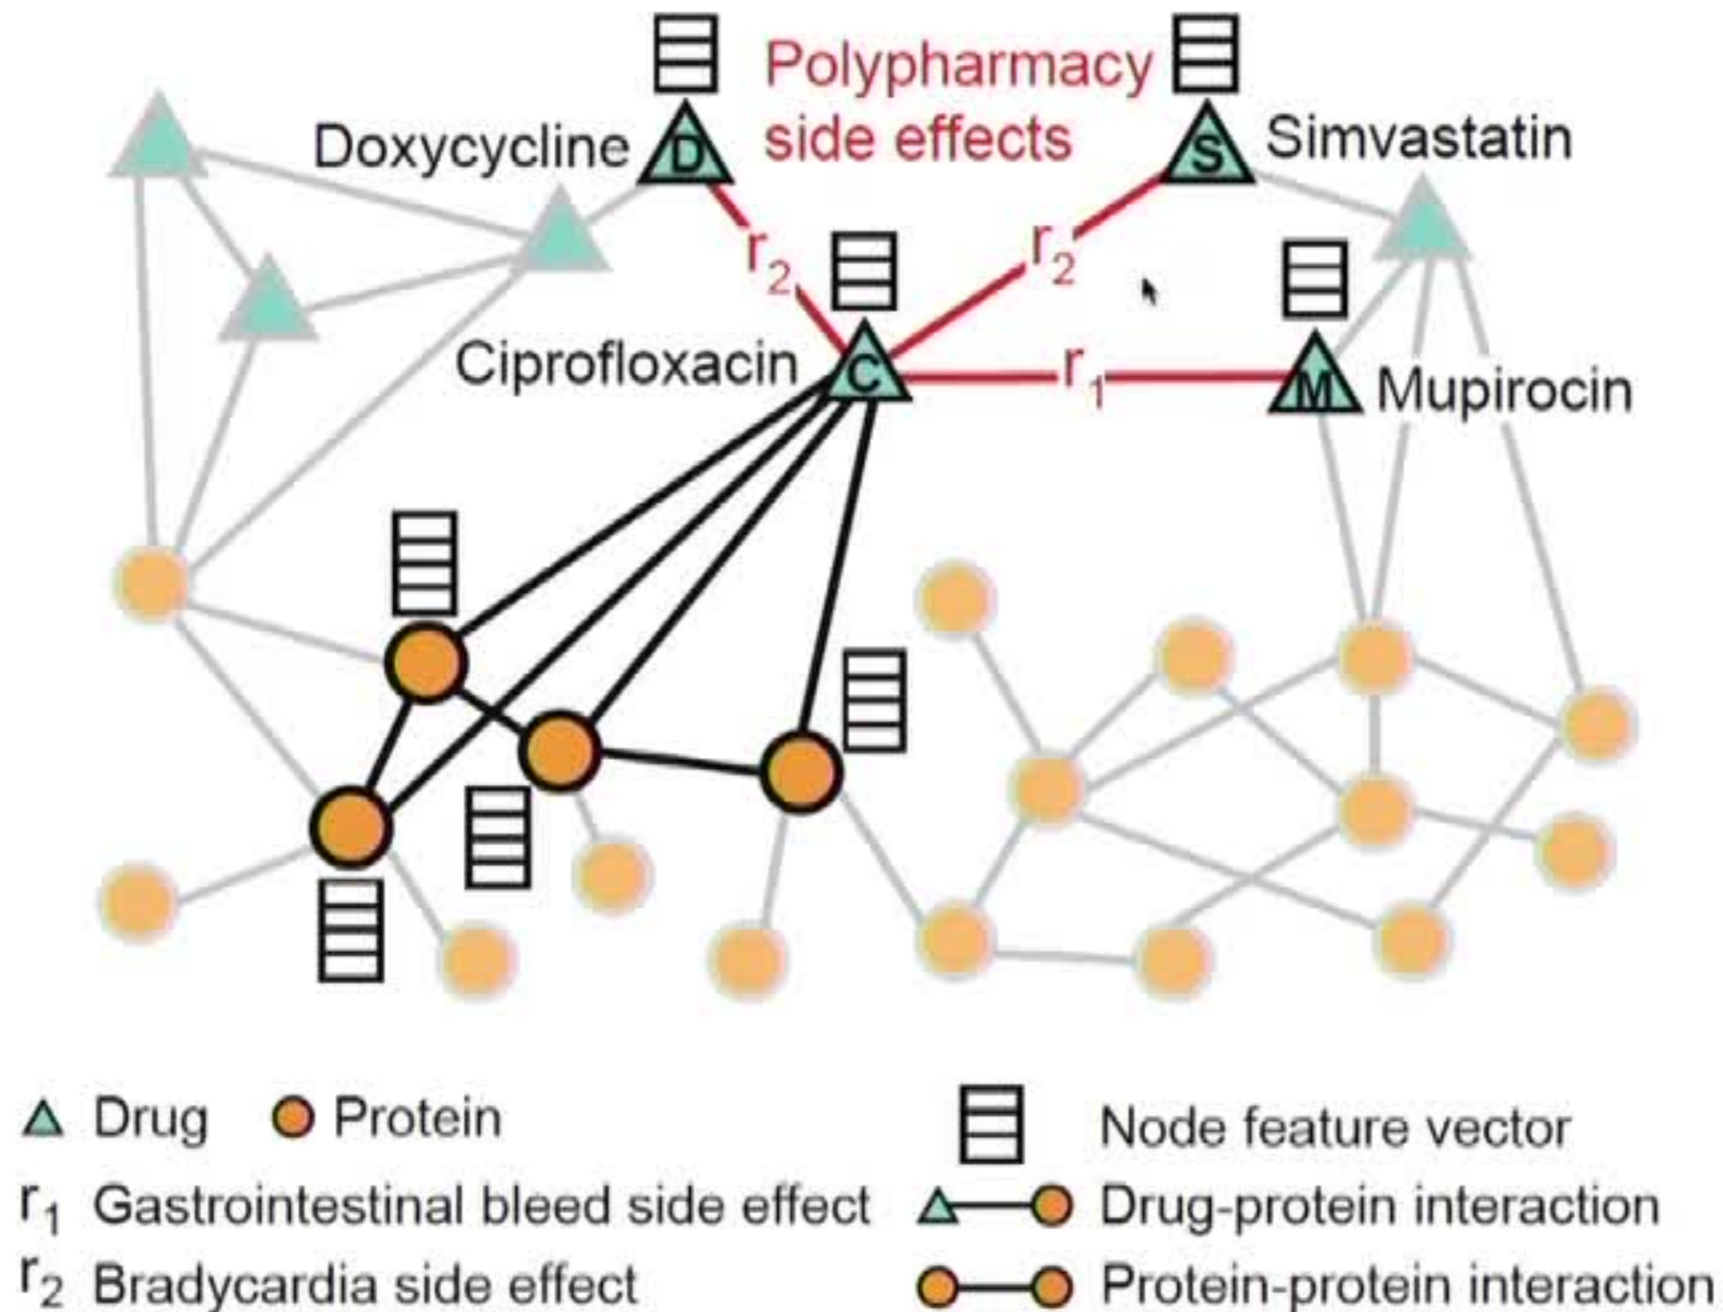 Polypharmacy
side effects
Doxycycline
D
S
Simvastatin
r2
r2
Ciprofloxacin
C
r1
M
Mupirocin
Drug
Protein
Node feature vector
r1 Gastrointestinal bleed side effect
Drug-protein interaction
r2 Bradycardia side effect
Protein-protein interaction